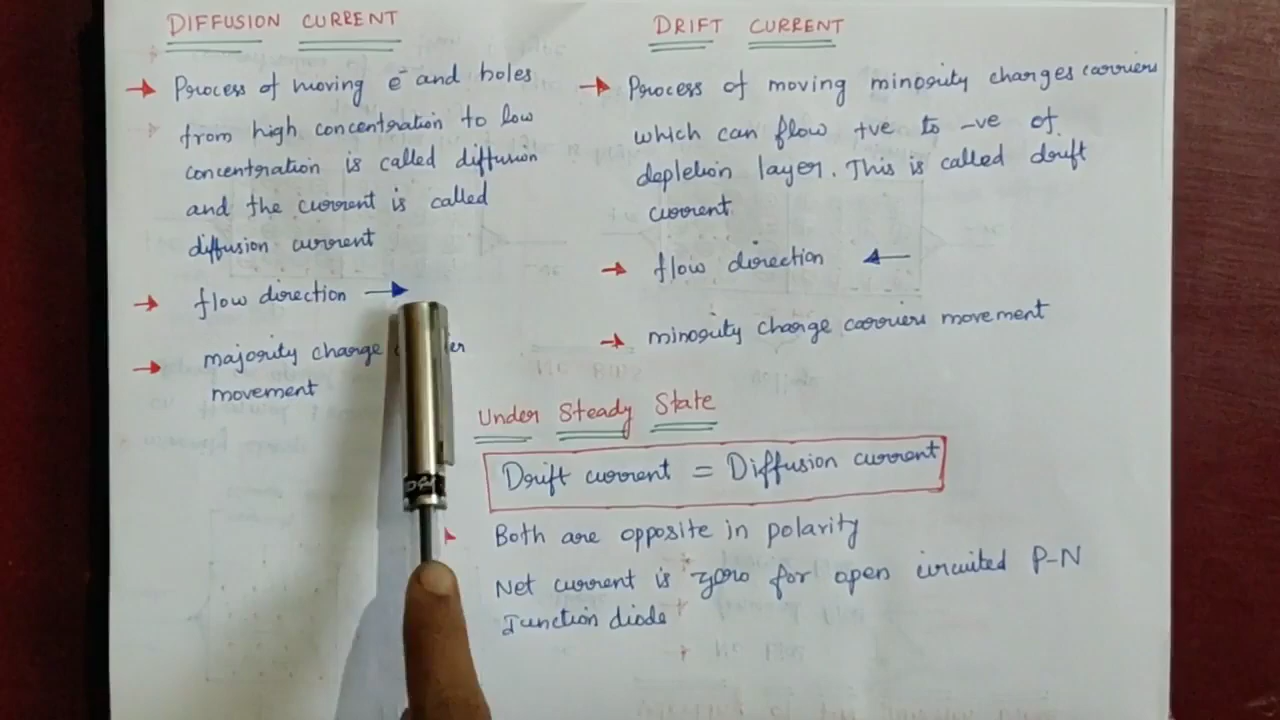 DIFFUSION CURRENT
Process of moving e⁻ and holes
from high concentration to low
concentration is called diffusion
and the current is called
diffusion current
flow direction →
majority charge
movement
DRIFT CURRENT
Process of moving minority charges carriers
which can flow +ve to -ve of
depletion layer. This is called drift
current.
flow direction ←
minority charge carriers movement
Under Steady State
Drift current = Diffusion current
Both are opposite in polarity
Net current is zero for open circuited P-N
Junction diode